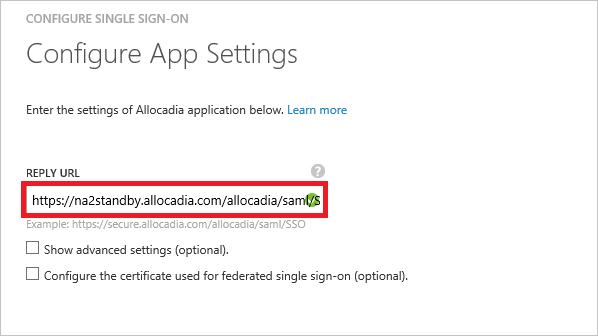 CONFIGURE SINGLE SIGN-ON
Configure App Settings
Enter the settings of Allocadia application below. Learn more
REPLY URL ?
https://na2standby.allocadia.com/allocadia/saml/S
Example: https://secure.allocadia.com/allocadia/saml/SSO
Show advanced settings (optional).
Configure the certificate used for federated single sign-on (optional).